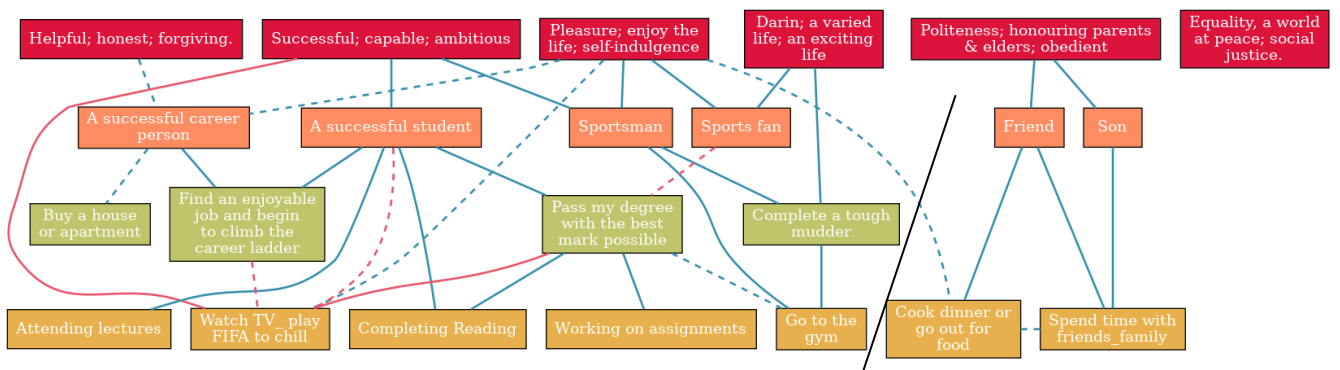 Helpful; honest; forgiving.
Successful; capable; ambitious
Pleasure; enjoy the
life; self-indulgence
Darin; a varied
life; an exciting
life
Politeness; honouring parents
& elders; obedient
Equality, a world
at peace; social
justice.
A successful career
person
A successful student
Sportsman
Sports fan
Friend
Son
Buy a house
or apartment
Find an enjoyable
job and begin
to climb the
career ladder
Pass my degree
with the best
mark possible
Complete a tough
mudder
Attending lectures
Watch TV_ play
FIFA to chill
Completing Reading
Working on assignments
Go to the
gym
Cook dinner or
go out for
food
Spend time with
friends_family